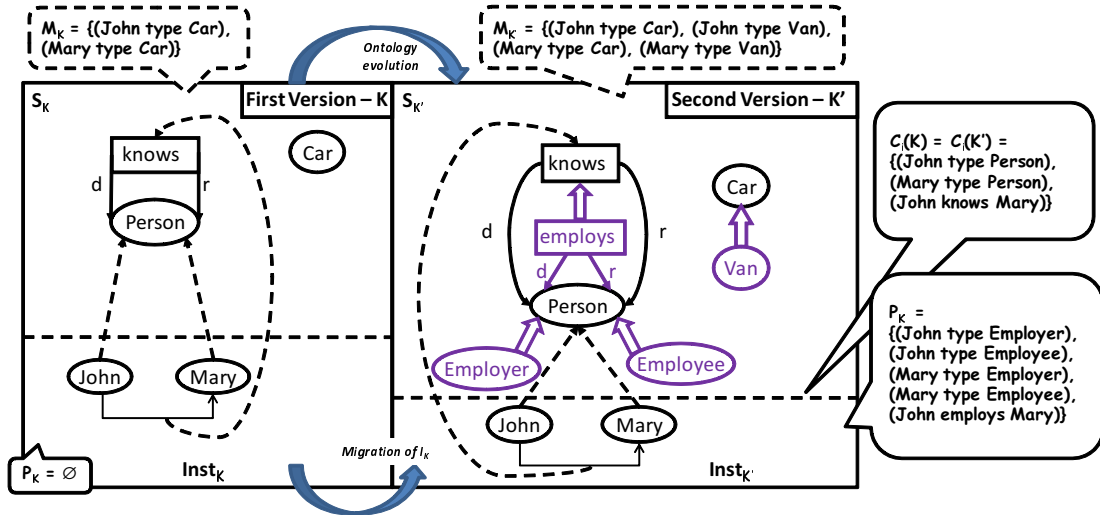 M_K = {(John type Car),
(Mary type Car)}
Ontology
evolution
M_K = {(John type Car), (John type Van),
(Mary type Car), (Mary type Van)}
S_K
First Version – K
knows
d
r
Person
Car
John
Mary
P_K = ∅
Inst_K
Migration of I_K
S_K'
Second Version – K'
knows
d
employs
r
d
r
Person
Employer
Employee
Car
Van
John
Mary
Inst_K'
C_i(K) = C_i(K') =
{(John type Person),
(Mary type Person),
(John knows Mary)}
P_K =
{(John type Employer),
(John type Employee),
(Mary type Employer),
(Mary type Employee),
(John employs Mary)}